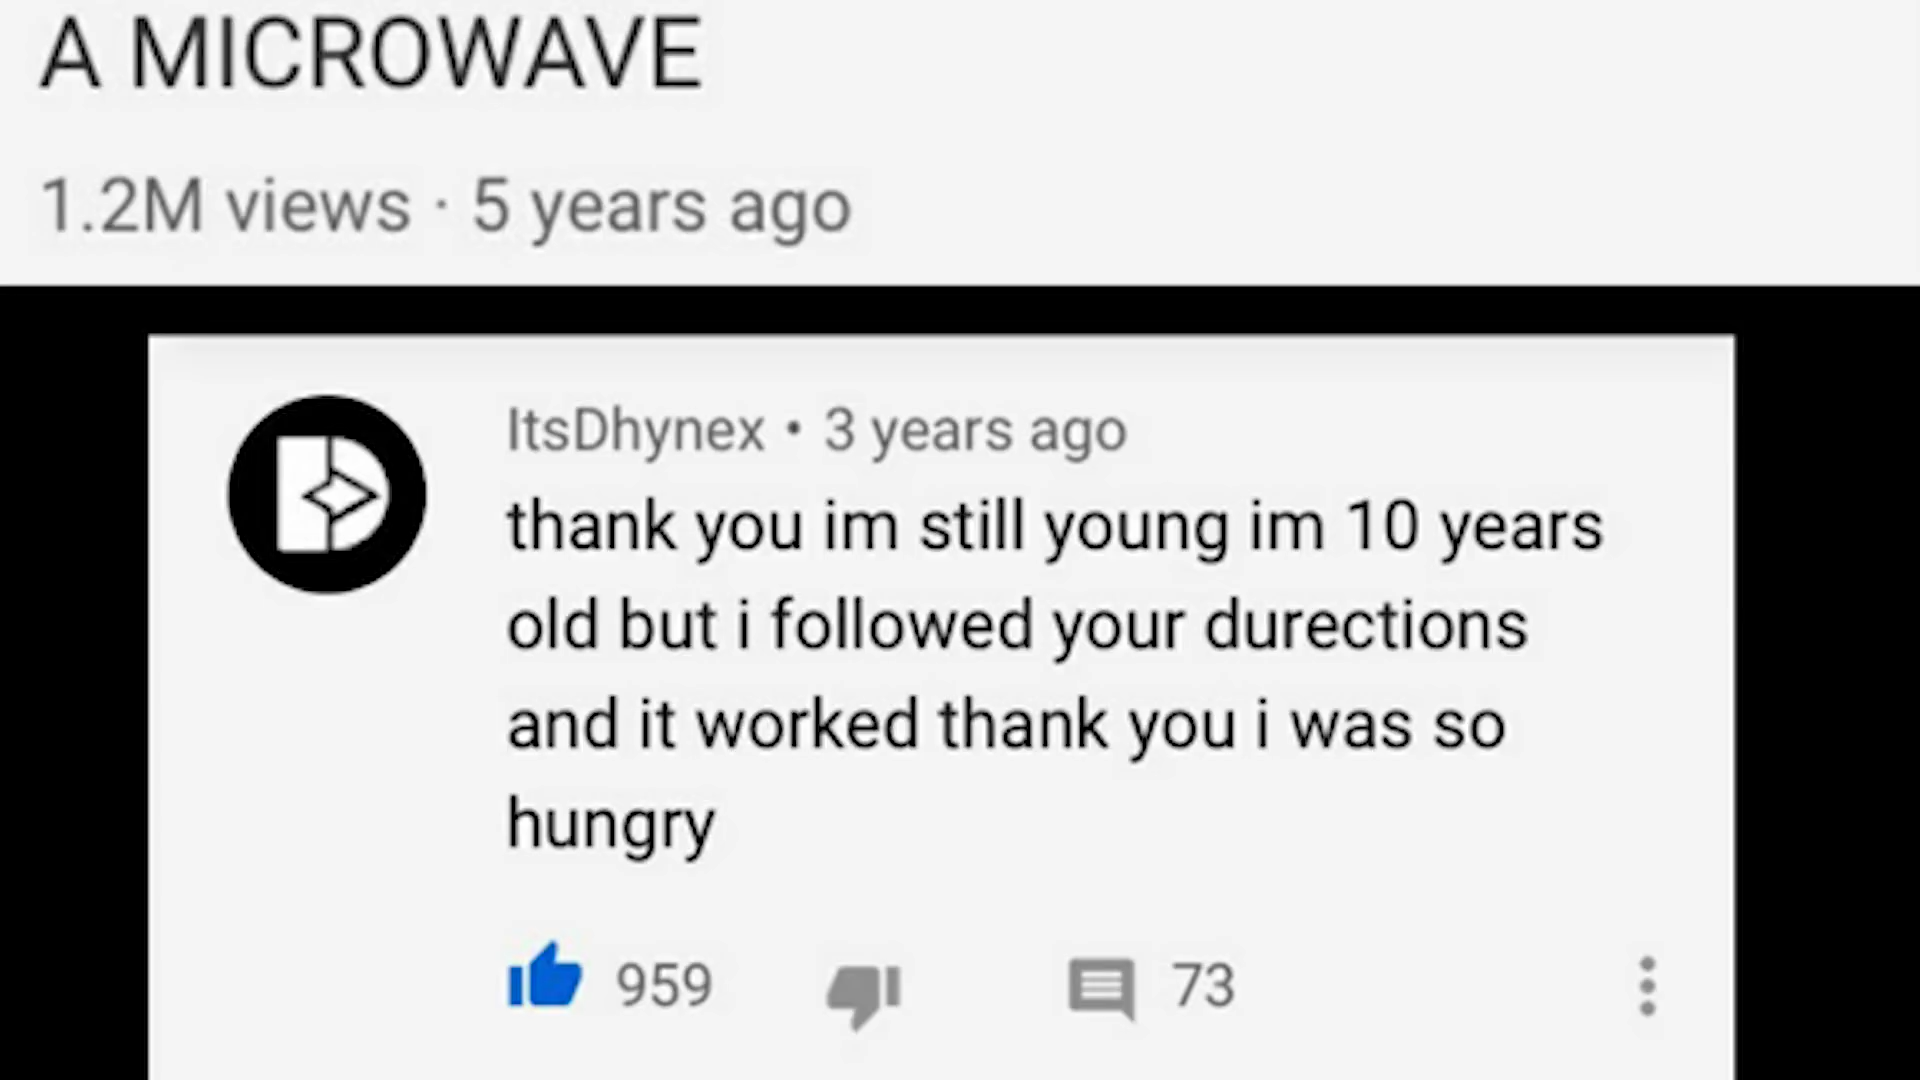 A MICROWAVE
1.2M views · 5 years ago
ItsDhynex • 3 years ago
thank you im still young im 10 years
old but i followed your durections
and it worked thank you i was so
hungry
959 73